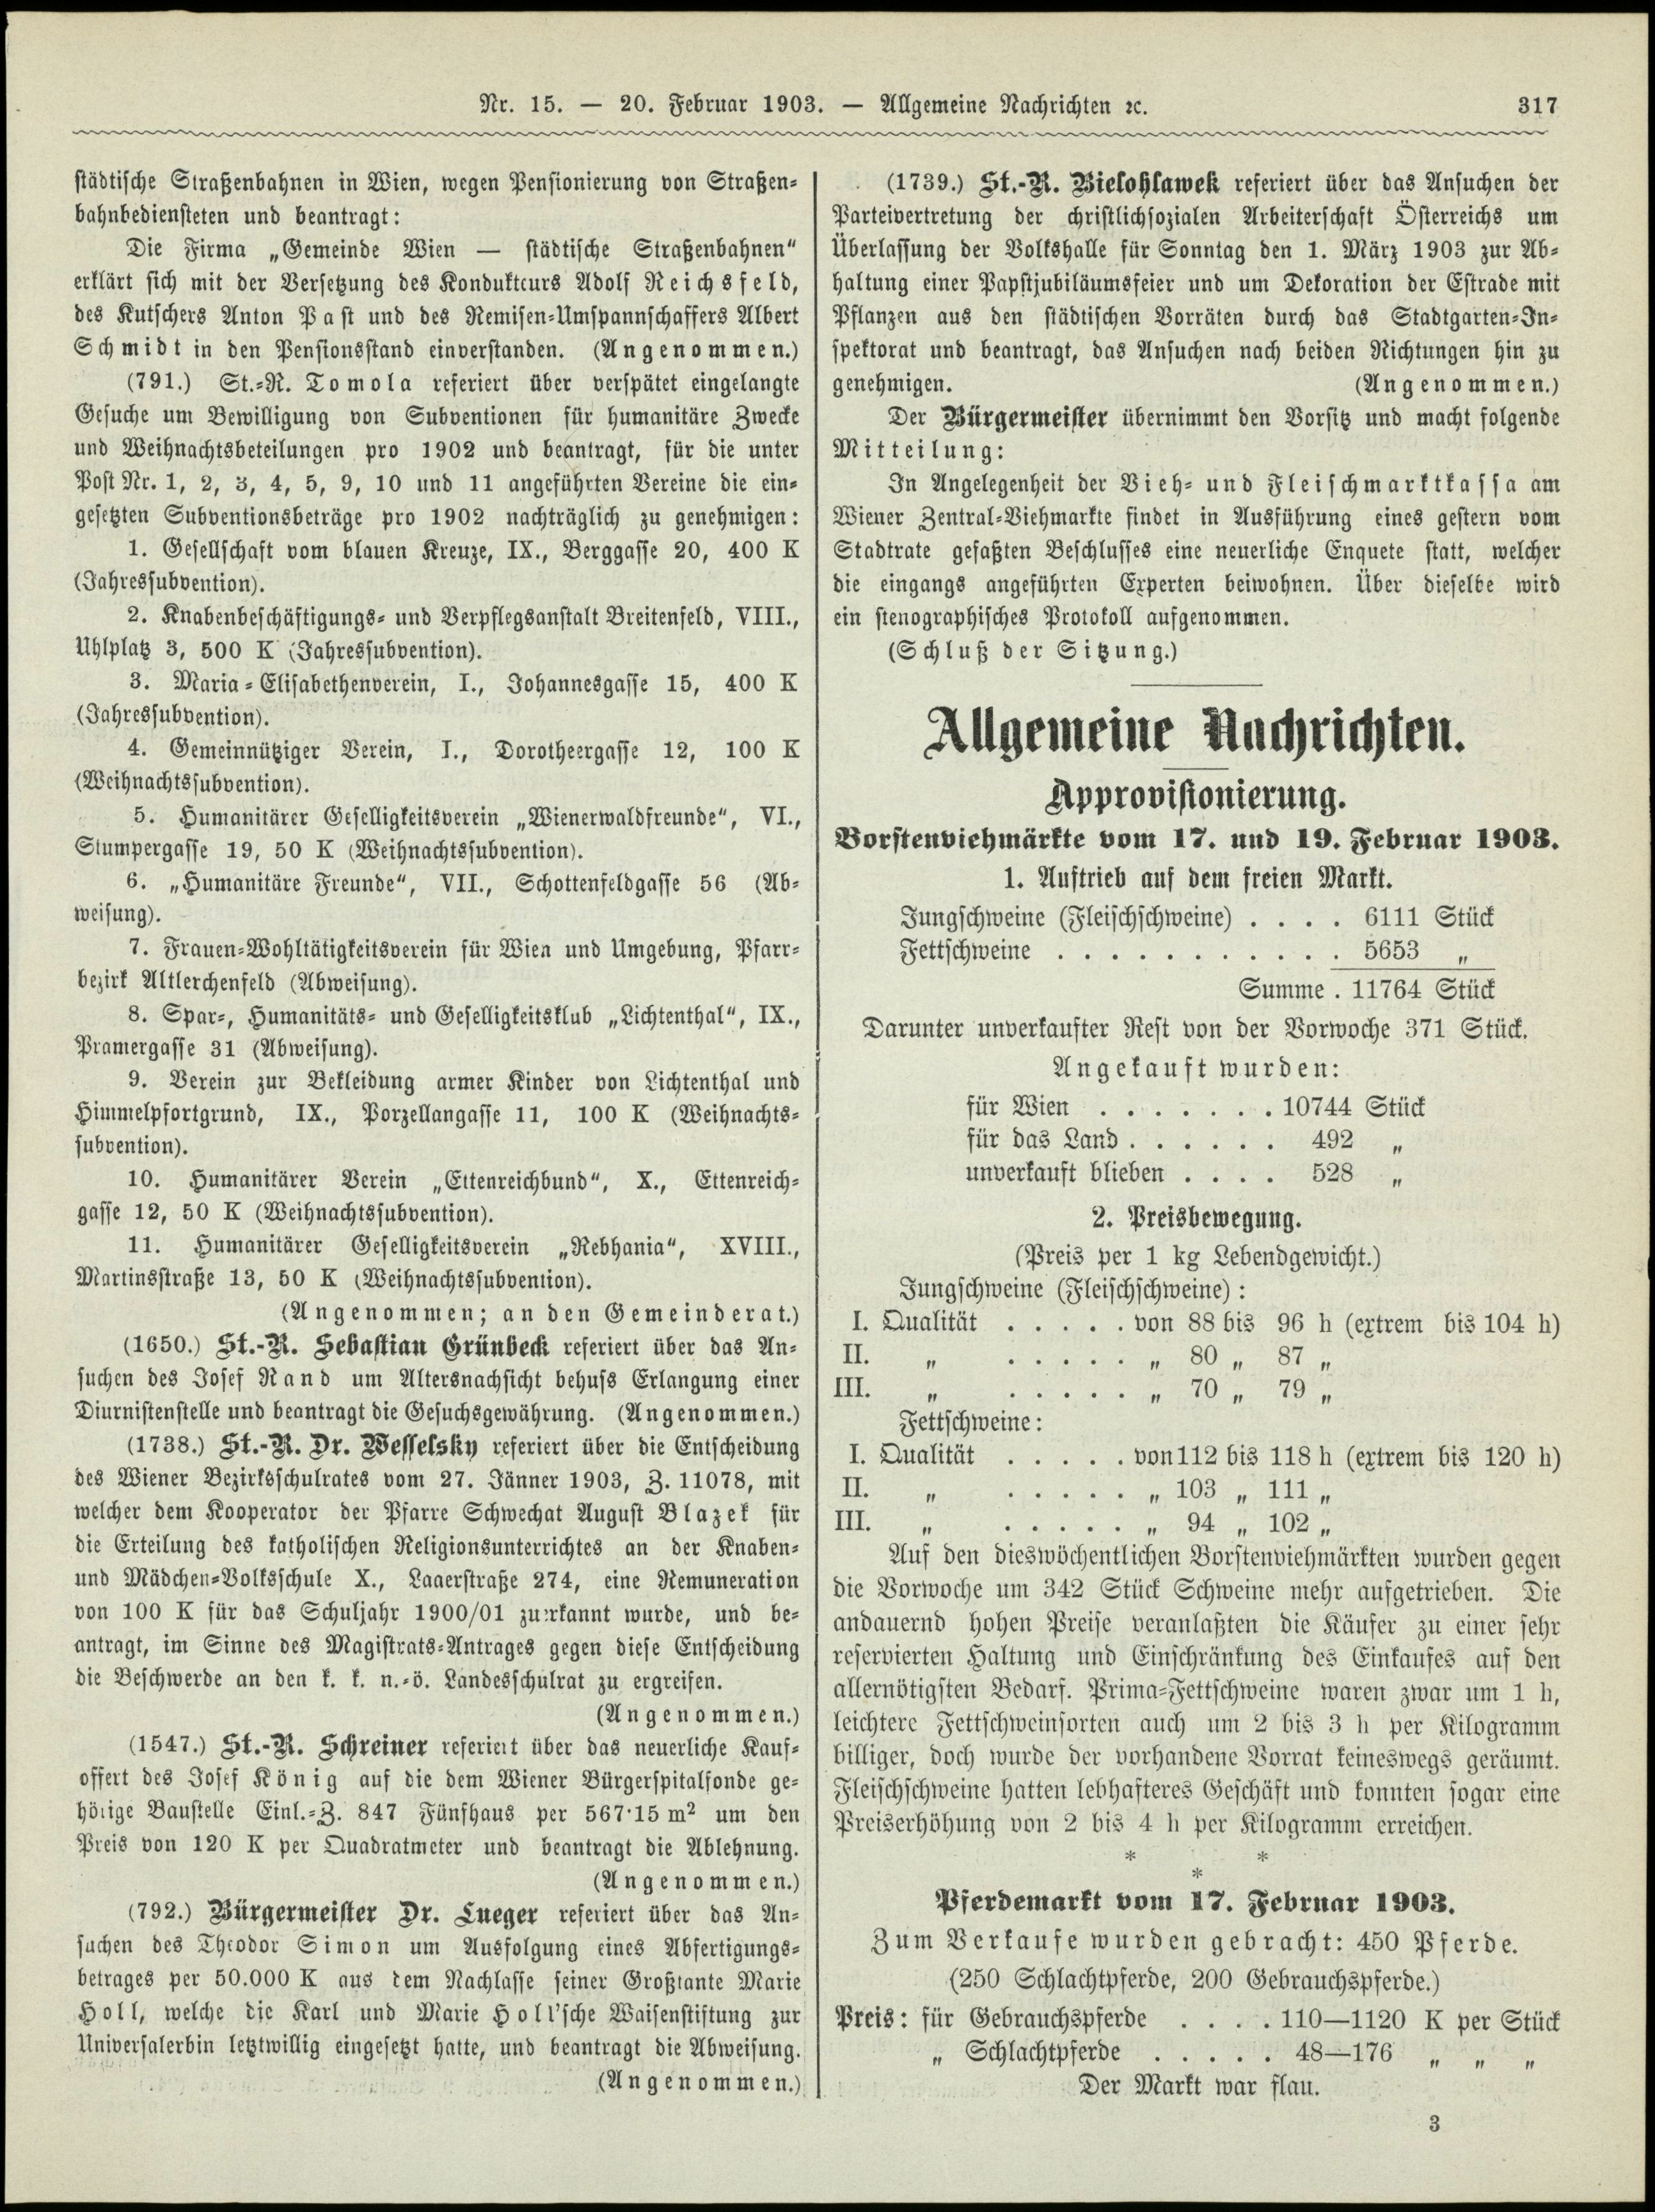 Nr. 15. — 20. Februar 1903. — Allgemeine Nachrichten ꝛc. 317
städtische Straßenbahnen in Wien, wegen Pensionierung von Straßen-
bahnbediensteten und beantragt:
Die Firma „Gemeinde Wien — städtische Straßenbahnen"
erklärt sich mit der Versetzung des Kondukteurs Adolf Reichsfeld,
des Kutschers Anton Past und des Remisen-Umspannschaffers Albert
Schmidt in den Pensionsstand einverstanden. (Angenommen.)
(791.) St.-R. Tomola referiert über verspätet eingelangte
Gesuche um Bewilligung von Subventionen für humanitäre Zwecke
und Weihnachtsbeteilungen pro 1902 und beantragt, für die unter
Post Nr. 1, 2, 3, 4, 5, 9, 10 und 11 angeführten Vereine die ein-
gesetzten Subventionsbeträge pro 1902 nachträglich zu genehmigen:
1. Gesellschaft vom blauen Kreuze, IX., Berggasse 20, 400 K
(Jahressubvention).
2. Knabenbeschäftigungs- und Verpflegsanstalt Breitenfeld, VIII.,
Uhlplatz 3, 500 K (Jahressubvention).
3. Maria-Elisabethenverein, I., Johannesgasse 15, 400 K
(Jahressubvention).
4. Gemeinnütziger Verein, I., Dorotheergasse 12, 100 K
(Weihnachtssubvention).
5. Humanitärer Geselligkeitsverein „Wienerwaldfreunde", VI.,
Stumpergasse 19, 50 K (Weihnachtssubvention).
6. „Humanitäre Freunde", VII., Schottenfeldgasse 56 (Ab-
weisung).
7. Frauen-Wohltätigkeitsverein für Wien und Umgebung, Pfarr-
bezirk Altlerchenfeld (Abweisung).
8. Spar-, Humanitäts- und Geselligkeitsklub „Lichtenthal", IX.,
Pramergasse 31 (Abweisung).
9. Verein zur Bekleidung armer Kinder von Lichtenthal und
Himmelpfortgrund, IX., Porzellangasse 11, 100 K (Weihnachts-
subvention).
10. Humanitärer Verein „Ettenreichbund", X., Ettenreich-
gasse 12, 50 K (Weihnachtssubvention).
11. Humanitärer Geselligkeitsverein „Rebhania", XVIII.,
Martinsstraße 13, 50 K (Weihnachtssubvention).
(Angenommen; an den Gemeinderat.)
(1650.) St.-R. Sebastian Grünbeck referiert über das An-
suchen des Josef Rand um Altersnachsicht behufs Erlangung einer
Diurnistenstelle und beantragt die Gesuchsgewährung. (Angenommen.)
(1738.) St.-R. Dr. Wesselsky referiert über die Entscheidung
des Wiener Bezirksschulrates vom 27. Jänner 1903, Z. 11078, mit
welcher dem Kooperator der Pfarre Schwechat August Blazek für
die Erteilung des katholischen Religionsunterrichtes an der Knaben-
und Mädchen-Volksschule X., Laaerstraße 274, eine Remuneration
von 100 K für das Schuljahr 1900/01 zuerkannt wurde, und be-
antragt, im Sinne des Magistrats-Antrages gegen diese Entscheidung
die Beschwerde an den k. k. n.-ö. Landesschulrat zu ergreifen.
(Angenommen.)
(1547.) St.-R. Schreiner referiert über das neuerliche Kauf-
offert des Josef König auf die dem Wiener Bürgerspitalfonde ge-
hörige Baustelle Einl.-Z. 847 Fünfhaus per 567·15 m² um den
Preis von 120 K per Quadratmeter und beantragt die Ablehnung.
(Angenommen.)
(792.) Bürgermeister Dr. Lueger referiert über das An-
suchen des Theodor Simon um Ausfolgung eines Abfertigungs-
betrages per 50.000 K aus dem Nachlasse seiner Großtante Marie
Holl, welche die Karl und Marie Holl'sche Waisenstiftung zur
Universalerbin letztwillig eingesetzt hatte, und beantragt die Abweisung.
(Angenommen.)
(1739.) St.-R. Bielohlawek referiert über das Ansuchen der
Parteivertretung der christlichsozialen Arbeiterschaft Österreichs um
Überlassung der Volkshalle für Sonntag den 1. März 1903 zur Ab-
haltung einer Papstjubiläumsfeier und um Dekoration der Estrade mit
Pflanzen aus den städtischen Vorräten durch das Stadtgarten-In-
spektorat und beantragt, das Ansuchen nach beiden Richtungen hin zu
genehmigen. (Angenommen.)
Der Bürgermeister übernimmt den Vorsitz und macht folgende
Mitteilung:
In Angelegenheit der Vieh- und Fleischmarktkassa am
Wiener Zentral-Viehmarkte findet in Ausführung eines gestern vom
Stadtrate gefaßten Beschlusses eine neuerliche Enquete statt, welcher
die eingangs angeführten Experten beiwohnen. Über dieselbe wird
ein stenographisches Protokoll aufgenommen.
(Schluß der Sitzung.)
Allgemeine Nachrichten.
Approvisionierung.
Borstenviehmärkte vom 17. und 19. Februar 1903.
1. Auftrieb auf dem freien Markt.
Jungschweine (Fleischschweine) . . . . 6111 Stück
Fettschweine . . . . . . . . . . . 5653 „
Summe . 11764 Stück
Darunter unverkaufter Rest von der Vorwoche 371 Stück.
Angekauft wurden:
für Wien . . . . . . . 10744 Stück
für das Land . . . . . . 492 „
unverkauft blieben . . . . 528 „
2. Preisbewegung.
(Preis per 1 kg Lebendgewicht.)
Jungschweine (Fleischschweine) :
I. Qualität . . . . . von 88 bis 96 h (extrem bis 104 h)
II. „ . . . . . „ 80 „ 87 „
III. „ . . . . . „ 70 „ 79 „
Fettschweine:
I. Qualität . . . . . von 112 bis 118 h (extrem bis 120 h)
II. „ . . . . . „ 103 „ 111 „
III. „ . . . . . „ 94 „ 102 „
Auf den dieswöchentlichen Borstenviehmärkten wurden gegen
die Vorwoche um 342 Stück Schweine mehr aufgetrieben. Die
andauernd hohen Preise veranlaßten die Käufer zu einer sehr
reservierten Haltung und Einschränkung des Einkaufes auf den
allernötigsten Bedarf. Prima-Fettschweine waren zwar um 1 h,
leichtere Fettschweinsorten auch um 2 bis 3 h per Kilogramm
billiger, doch wurde der vorhandene Vorrat keineswegs geräumt.
Fleischschweine hatten lebhafteres Geschäft und konnten sogar eine
Preiserhöhung von 2 bis 4 h per Kilogramm erreichen.
* * *
Pferdemarkt vom 17. Februar 1903.
Zum Verkaufe wurden gebracht: 450 Pferde.
(250 Schlachtpferde, 200 Gebrauchspferde.)
Preis: für Gebrauchspferde . . . . 110—1120 K per Stück
„ Schlachtpferde . . . . . 48—176 „ „ „
Der Markt war flau.
3